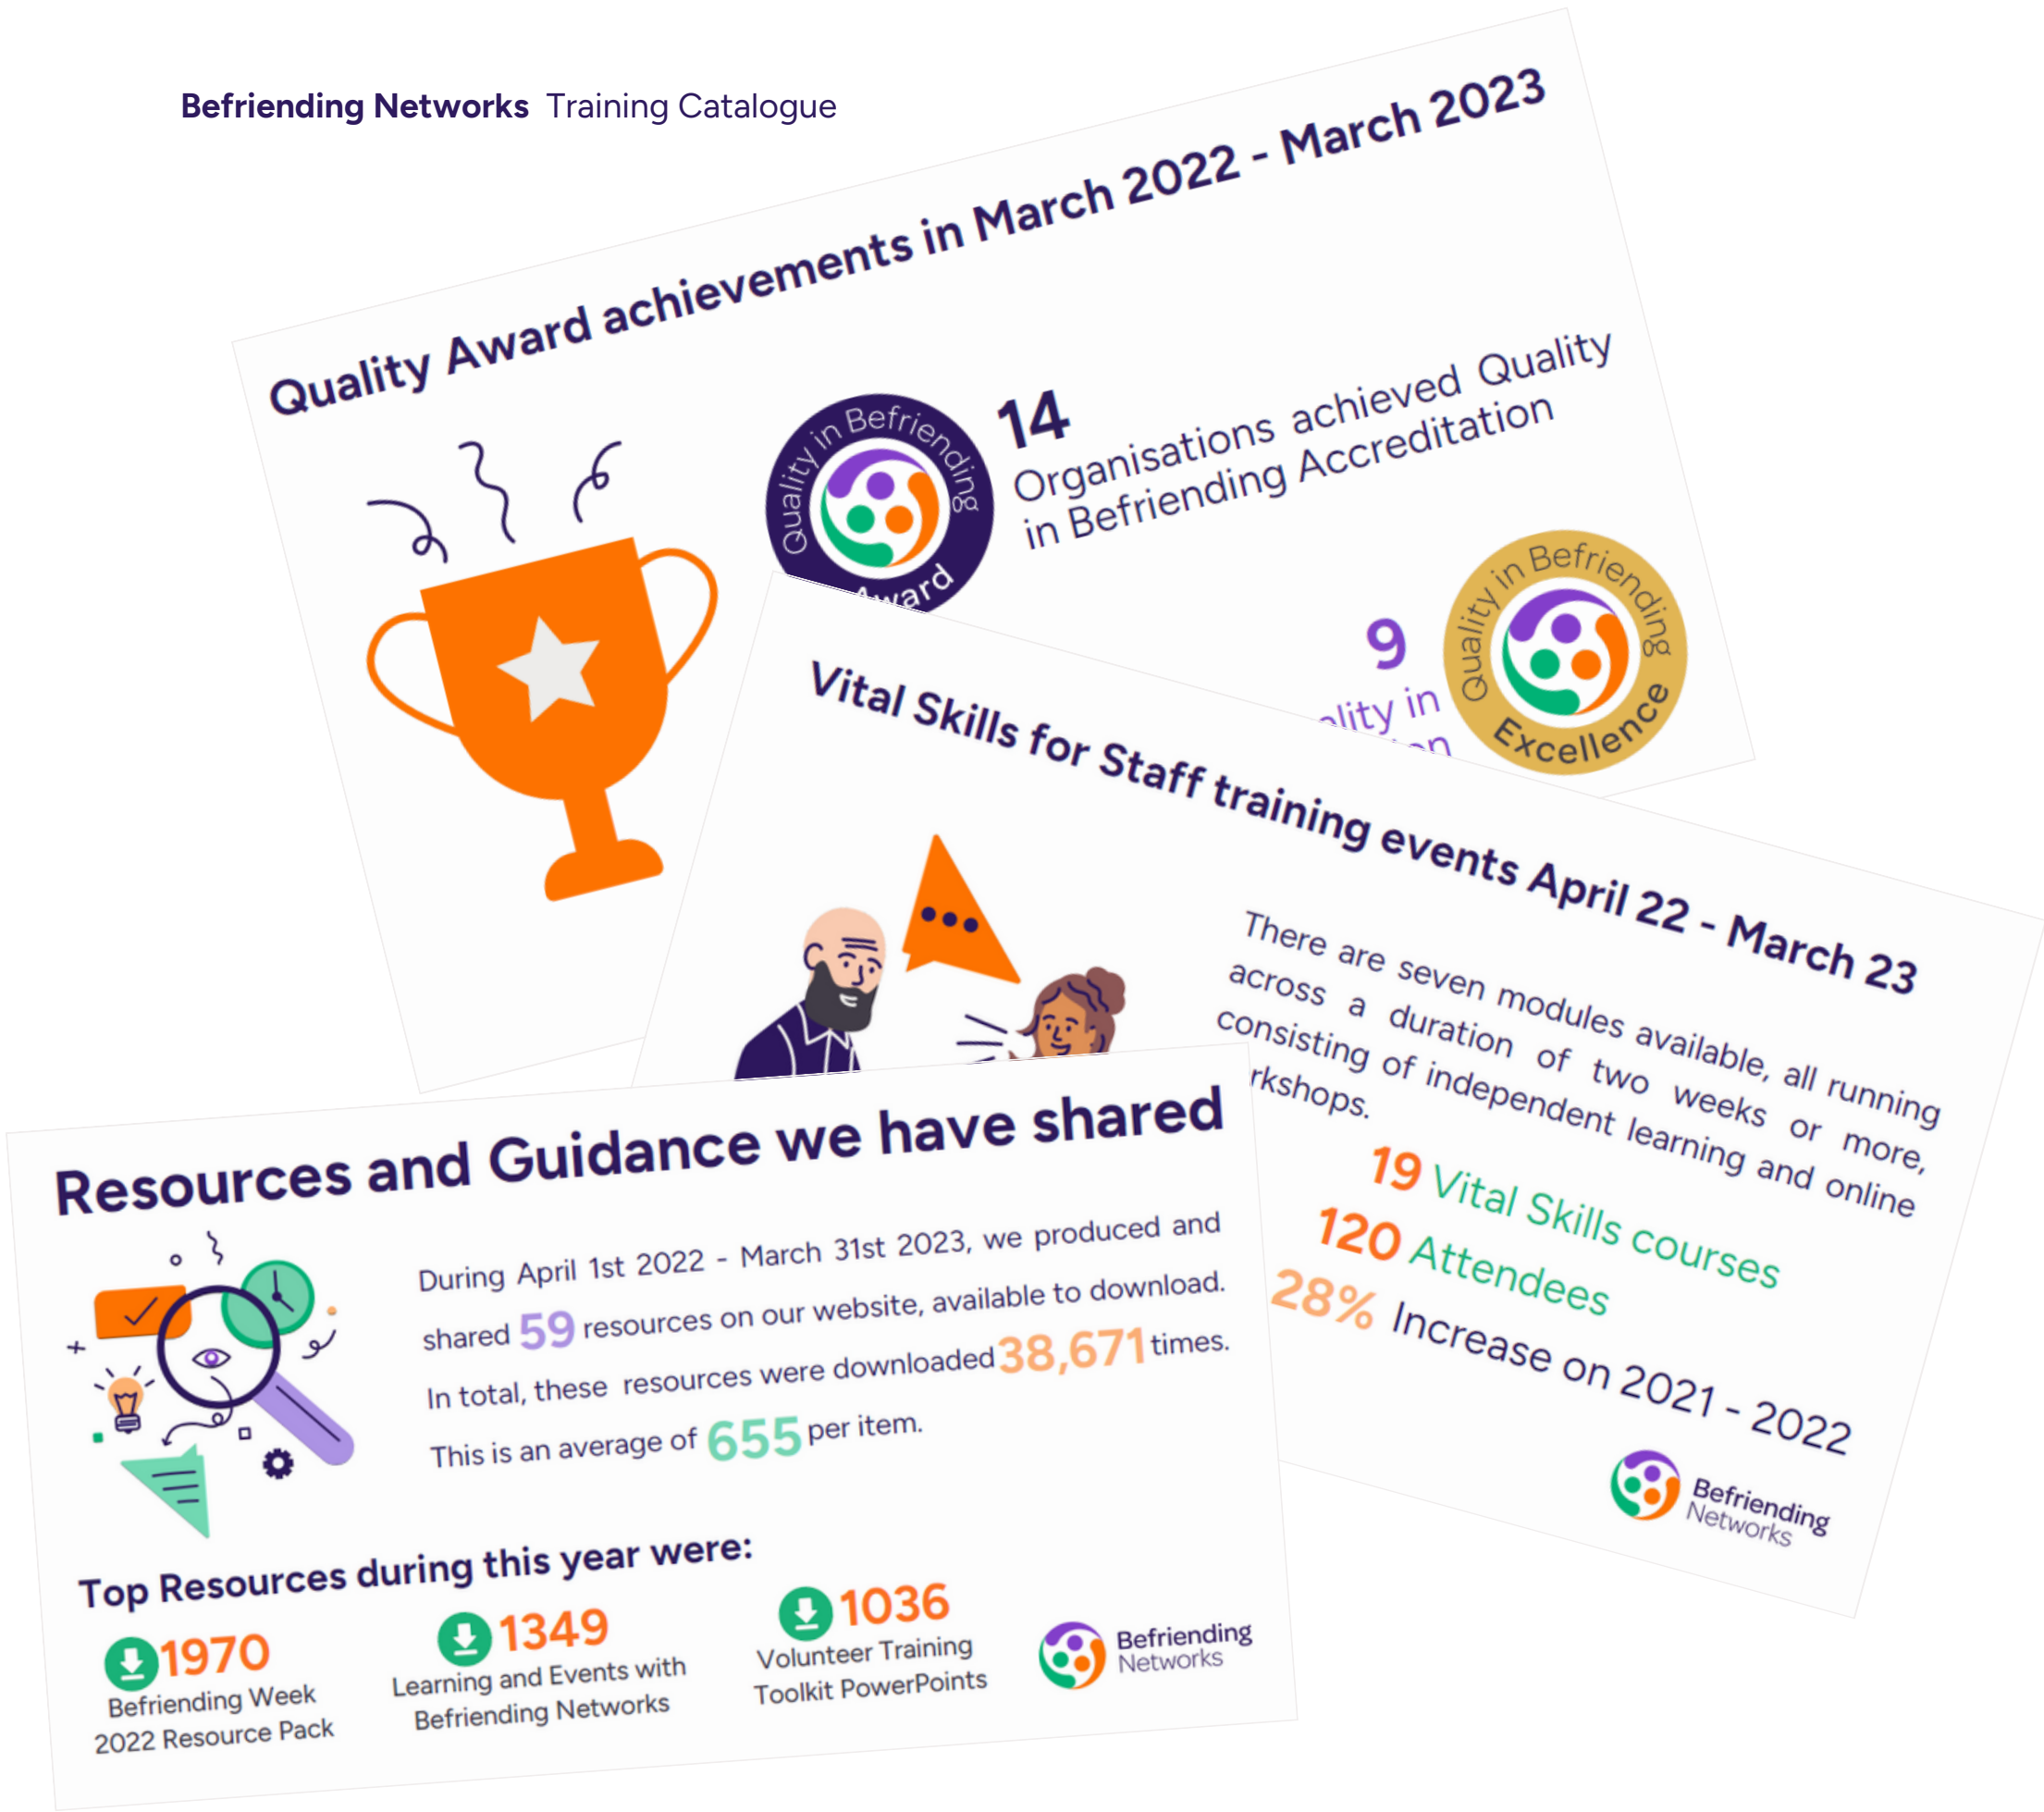 Befriending Networks Training Catalogue
Quality Award achievements in March 2022 - March 2023
Quality in Befriending
Award
14
Organisations achieved Quality
in Befriending Accreditation
9
in
Quality in Befriending
Excellence
Vital Skills for Staff training events April 22 - March 23
There are seven modules available, all running
across a duration of two weeks or more,
consisting of independent learning and online
19 Vital Skills courses
120 Attendees
28% Increase on 2021 - 2022
Befriending
Networks
Resources and Guidance we have shared
During April 1st 2022 - March 31st 2023, we produced and
shared 59 resources on our website, available to download.
In total, these resources were downloaded 38,671 times.
This is an average of 655 per item.
Top Resources during this year were:
1970
Befriending Week
2022 Resource Pack
1349
Learning and Events with
Befriending Networks
1036
Volunteer Training
Toolkit PowerPoints
Befriending
Networks